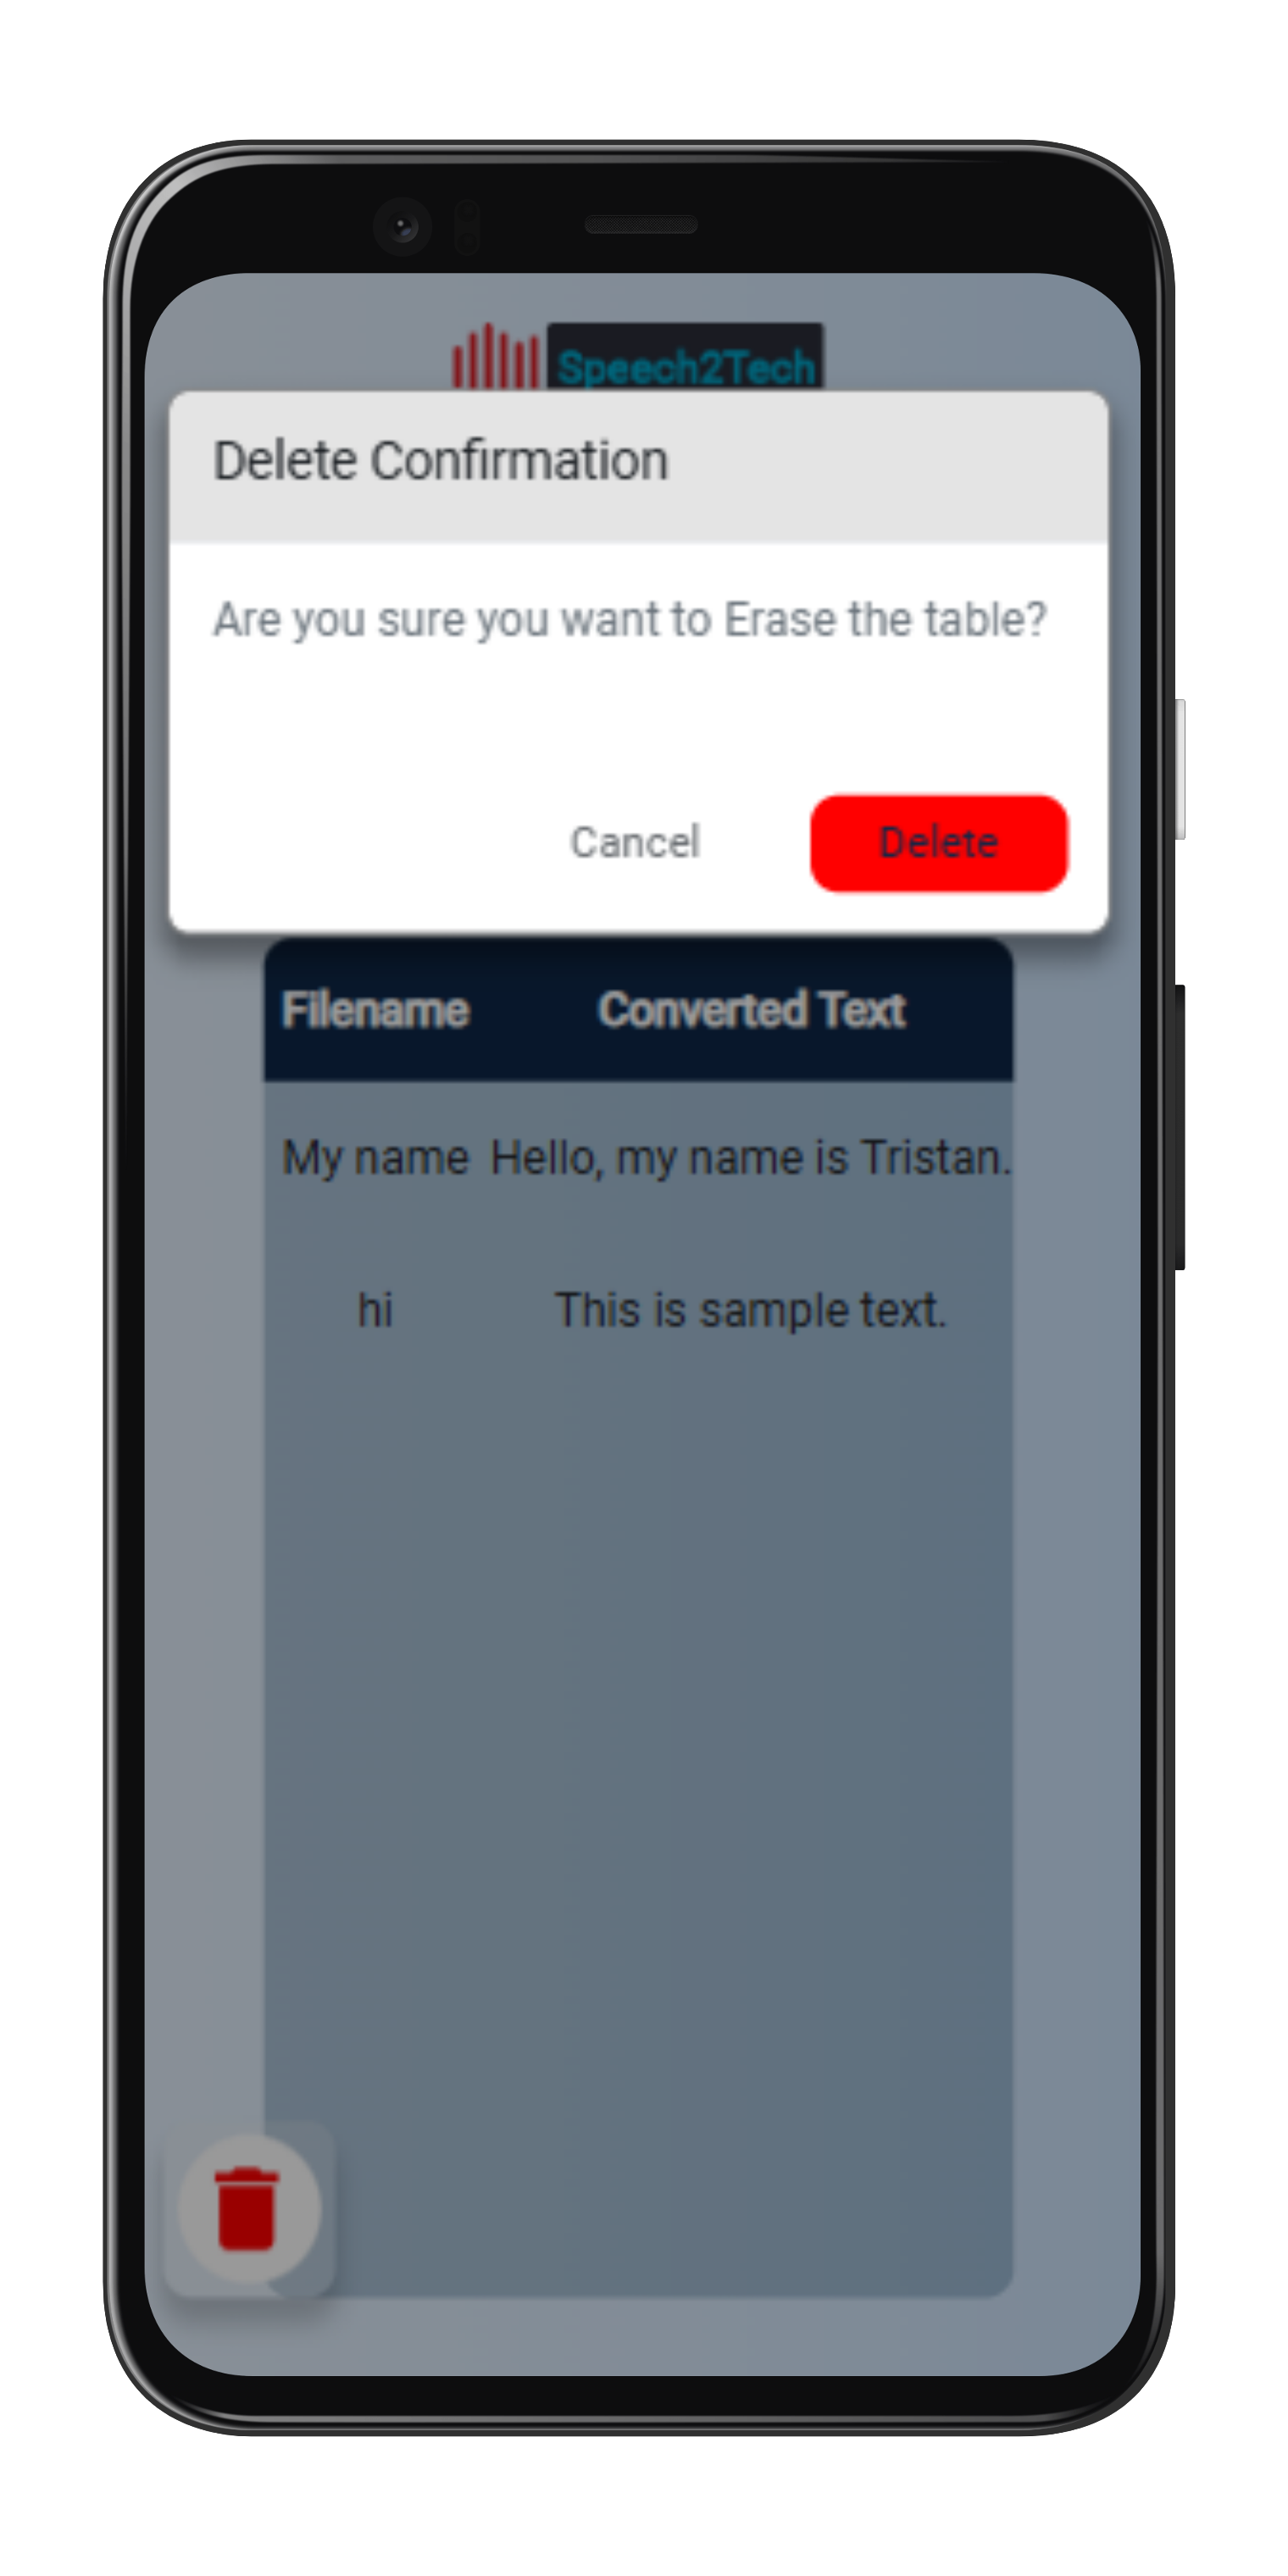 Speech2Tech
Delete Confirmation
Are you sure you want to Erase the table?
Cancel Delete
Filename Converted Text
My name Hello, my name is Tristan.
hi This is sample text.